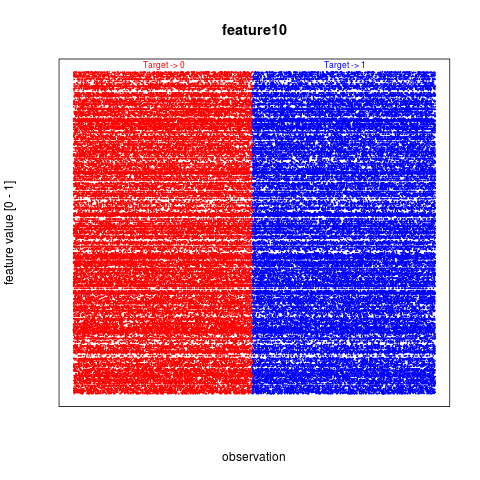 feature10
Target -> 0
Target -> 1
feature value [0 - 1]
observation